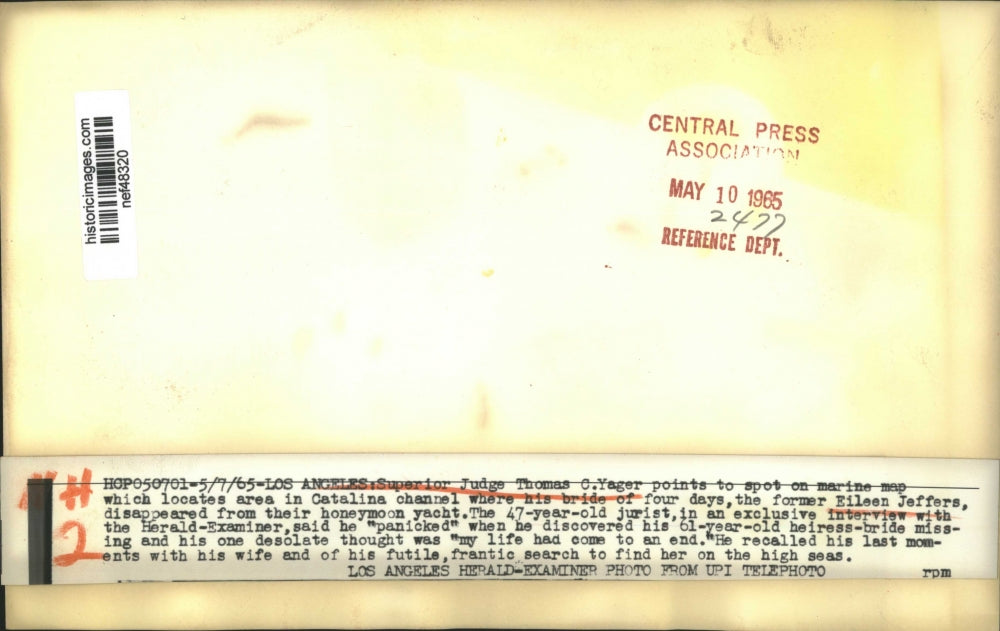 historicimages.com
nef48320
CENTRAL PRESS
ASSOCIATION
MAY 10 1965
2477
REFERENCE DEPT.
HH
2
HCP050701-5/7/65-LOS ANGELES:Superior Judge Thomas C.Yager points to spot on marine map
which locates area in Catalina channel where his bride of four days,the former Eileen Jeffers,
disappeared from their honeymoon yacht.The 47-year-old jurist,in an exclusive interview with
the Herald-Examiner,said he "panicked" when he discovered his 61-year-old heiress-bride miss-
ing and his one desolate thought was "my life had come to an end."He recalled his last mom-
ents with his wife and of his futile,frantic search to find her on the high seas.
LOS ANGELES HERALD-EXAMINER PHOTO FROM UPI TELEPHOTO rpm